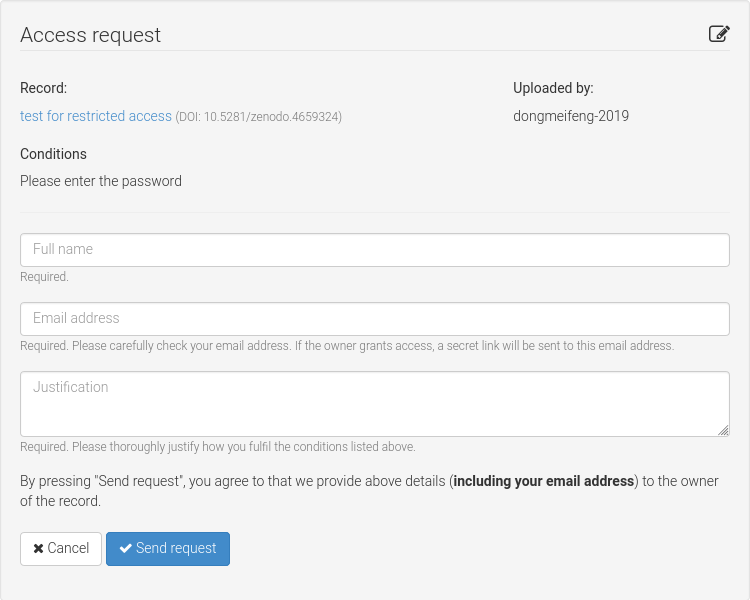 Access request
Record:
Uploaded by:
test for restricted access (DOI: 10.5281/zenodo.4659324)
dongmeifeng-2019
Conditions
Please enter the password
Full name
Required.
Email address
Required. Please carefully check your email address. If the owner grants access, a secret link will be sent to this email address.
Justification
Required. Please thoroughly justify how you fulfil the conditions listed above.
By pressing "Send request", you agree to that we provide above details (including your email address) to the owner
of the record.
Cancel
Send request